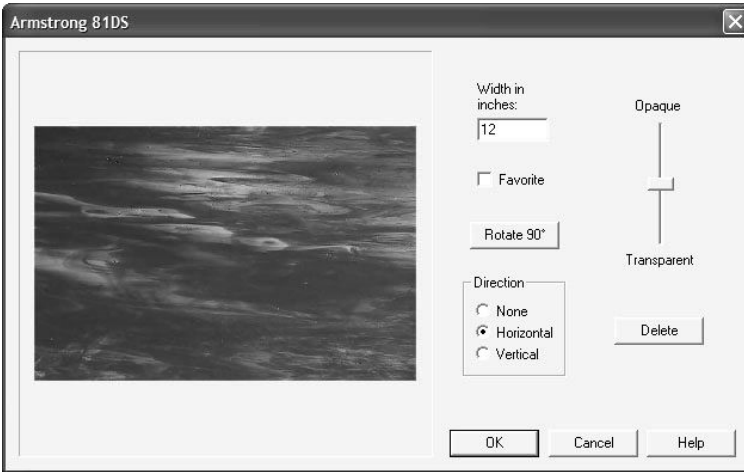 Armstrong 81DS
Width in
inches:
12
Opaque
Favorite
Rotate 90°
Transparent
Direction
None
Horizontal
Vertical
Delete
OK
Cancel
Help